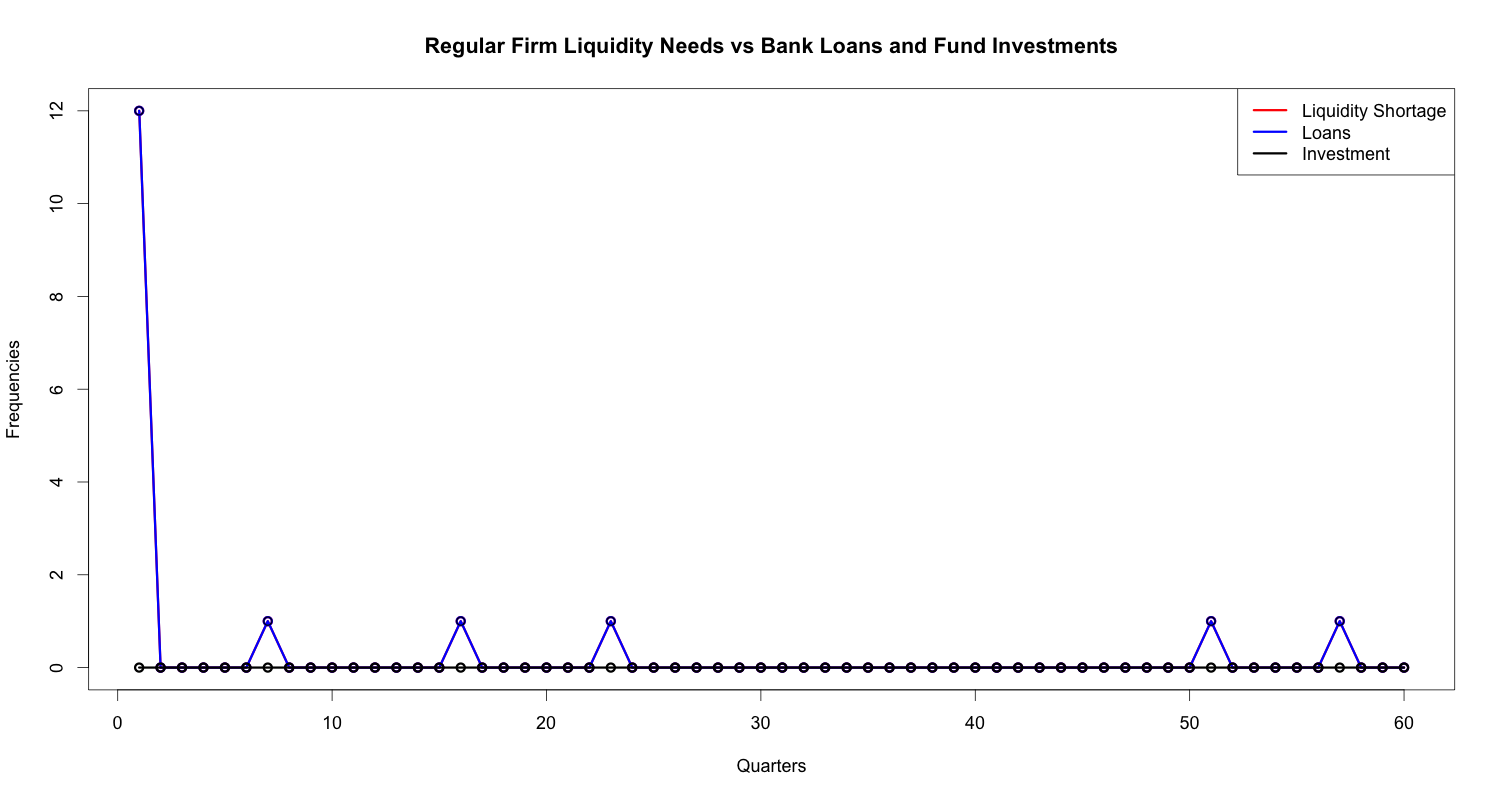 Regular Firm Liquidity Needs vs Bank Loans and Fund Investments
Liquidity Shortage
Loans
Investment
Frequencies
12
10
8
6
4
2
0
0 10 20 30 40 50 60
Quarters